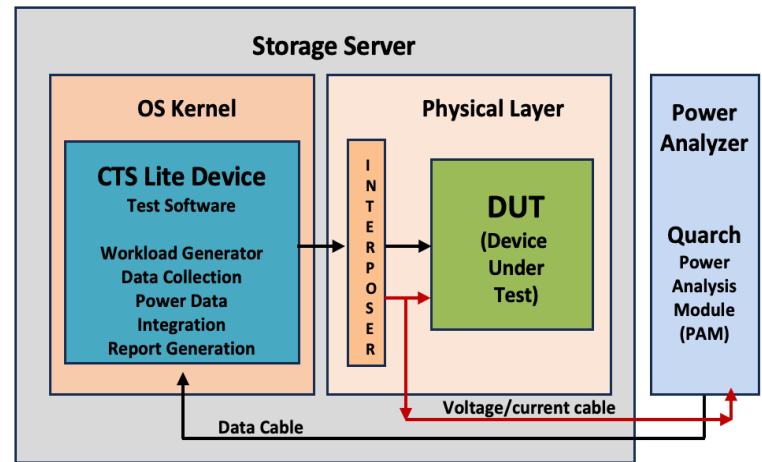 Storage Server
OS Kernel
CTS Lite Device
Test Software
Workload Generator
Data Collection
Power Data
Integration
Report Generation
Physical Layer
INTERPOSER
DUT
(Device
Under
Test)
Power
Analyzer
Quarch
Power
Analysis
Module
(PAM)
Voltage/current cable
Data Cable